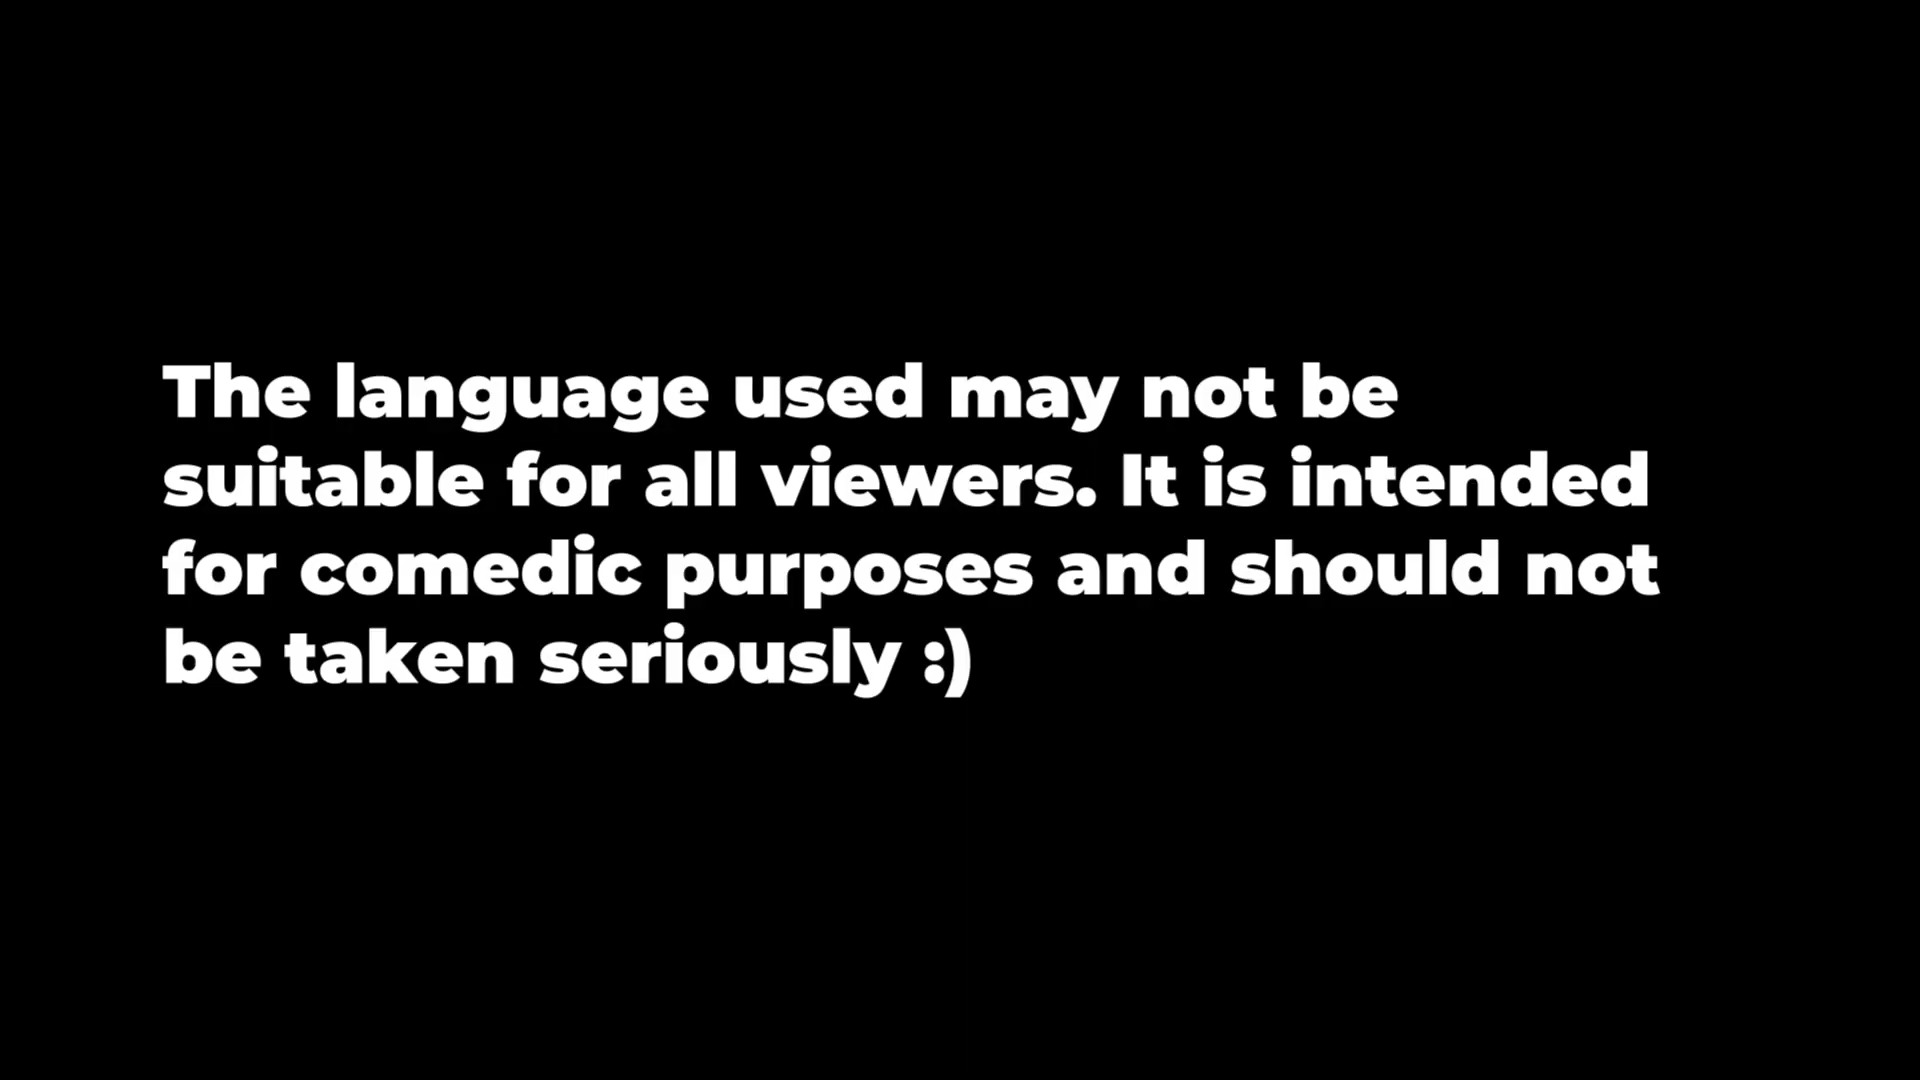 The language used may not be
suitable for all viewers. It is intended
for comedic purposes and should not
be taken seriously :)